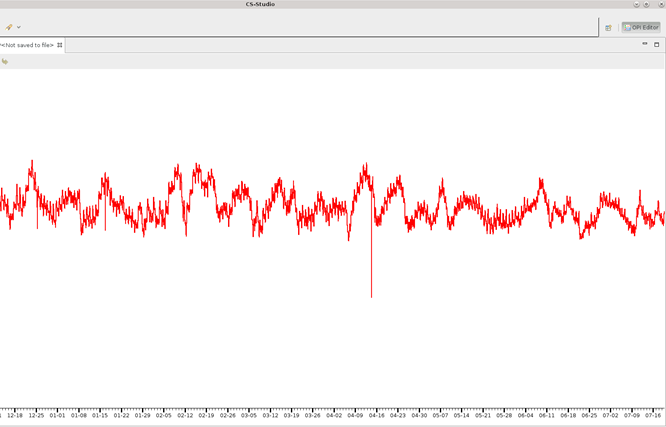 CS-Studio
OPI Editor
<Not saved to file>
12-18 12-25 01-01 01-08 01-15 01-22 01-29 02-05 02-12 02-19 02-26 03-05 03-12 03-19 03-26 04-02 04-09 04-16 04-23 04-30 05-07 05-14 05-21 05-28 06-04 06-11 06-18 06-25 07-02 07-09 07-16